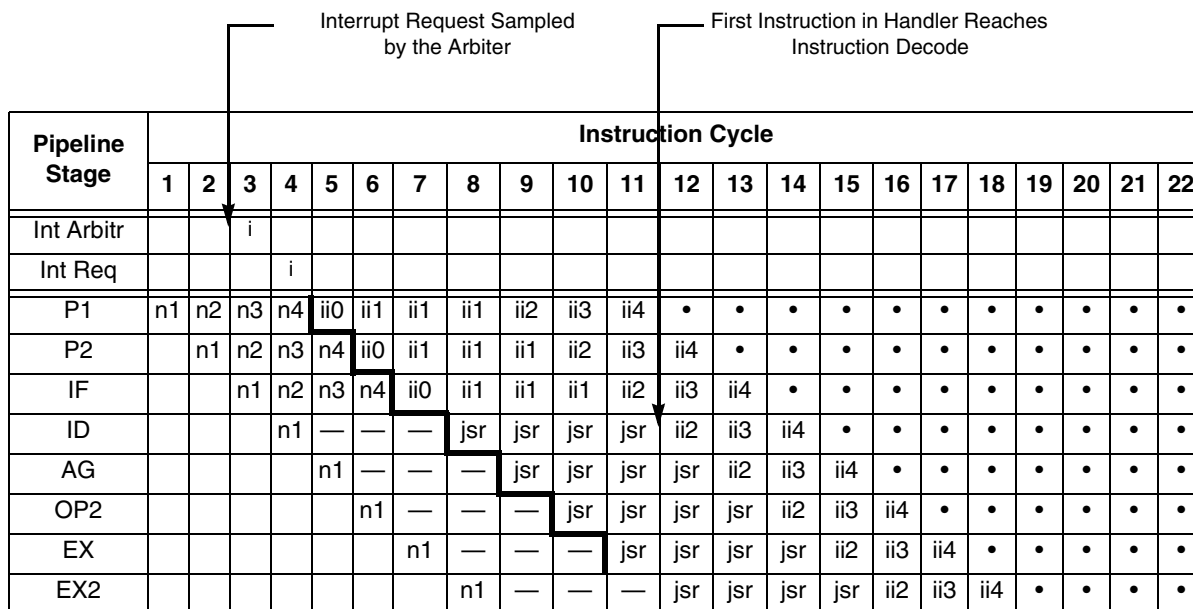 Interrupt Request Sampled
by the Arbiter
First Instruction in Handler Reaches
Instruction Decode
Pipeline
Stage
Instruction Cycle
1 2 3 4 5 6 7 8 9 10 11 12 13 14 15 16 17 18 19 20 21 22
Int Arbitr i
Int Req i
P1 n1 n2 n3 n4 ii0 ii1 ii1 ii1 ii2 ii3 ii4 • • • • • • • • • • •
P2 n1 n2 n3 n4 ii0 ii1 ii1 ii1 ii2 ii3 ii4 • • • • • • • • • •
IF n1 n2 n3 n4 ii0 ii1 ii1 ii1 ii2 ii3 ii4 • • • • • • • • •
ID n1 — — — jsr jsr jsr jsr ii2 ii3 ii4 • • • • • • • •
AG n1 — — — jsr jsr jsr jsr ii2 ii3 ii4 • • • • • • •
OP2 n1 — — — jsr jsr jsr jsr ii2 ii3 ii4 • • • • • •
EX n1 — — — jsr jsr jsr jsr ii2 ii3 ii4 • • • • •
EX2 n1 — — — jsr jsr jsr jsr ii2 ii3 ii4 • • • •